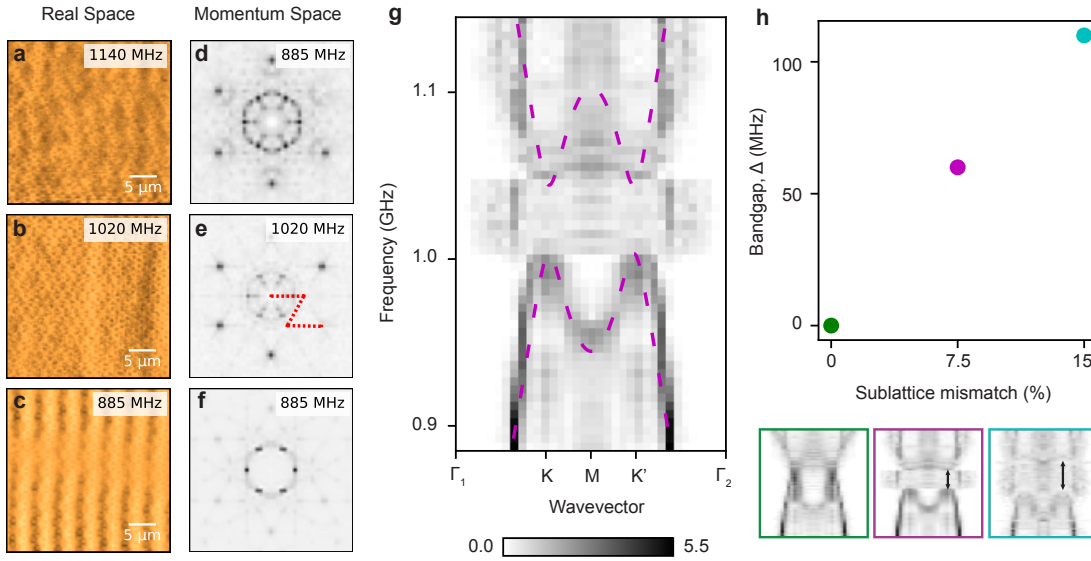 Real Space
Momentum Space
a
1140 MHz
5 μm
d
885 MHz
b
1020 MHz
5 μm
e
1020 MHz
c
885 MHz
5 μm
f
885 MHz
g
Frequency (GHz)
1.1
1.0
0.9
Γ1
K
M
K'
Γ2
Wavevector
0.0
5.5
h
Bandgap, Δ (MHz)
100
50
0
0
7.5
15
Sublattice mismatch (%)